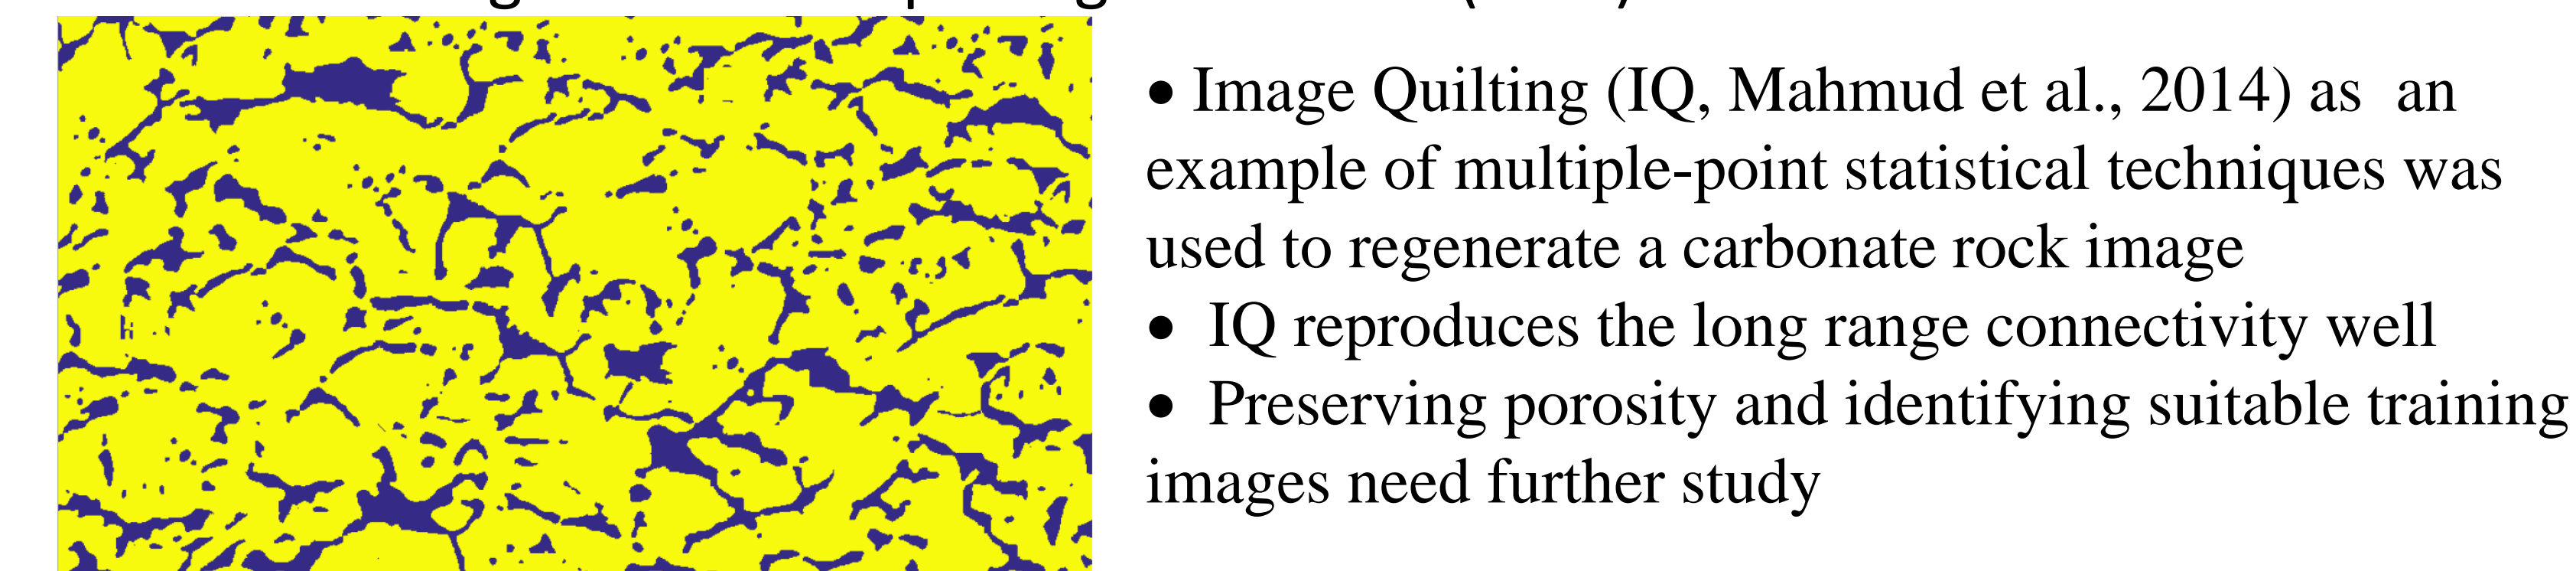 • Image Quilting (IQ, Mahmud et al., 2014) as an
example of multiple-point statistical techniques was
used to regenerate a carbonate rock image
• IQ reproduces the long range connectivity well
• Preserving porosity and identifying suitable training
images need further study